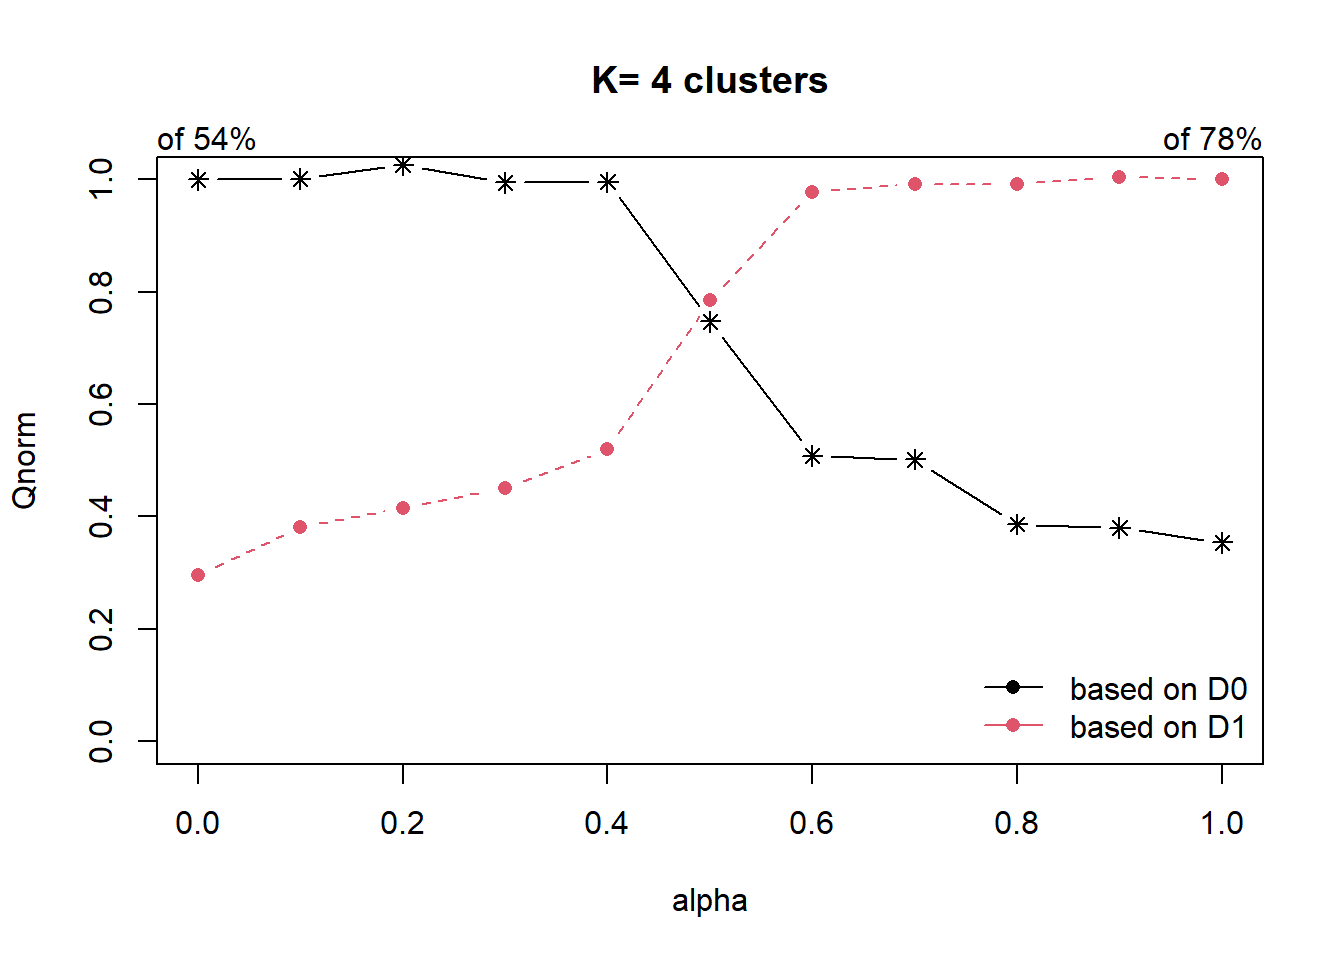 K= 4 clusters
of 54% of 78%
1.0
0.8
0.6
0.4
0.2
0.0
Qnorm
based on D0
based on D1
0.0 0.2 0.4 0.6 0.8 1.0
alpha